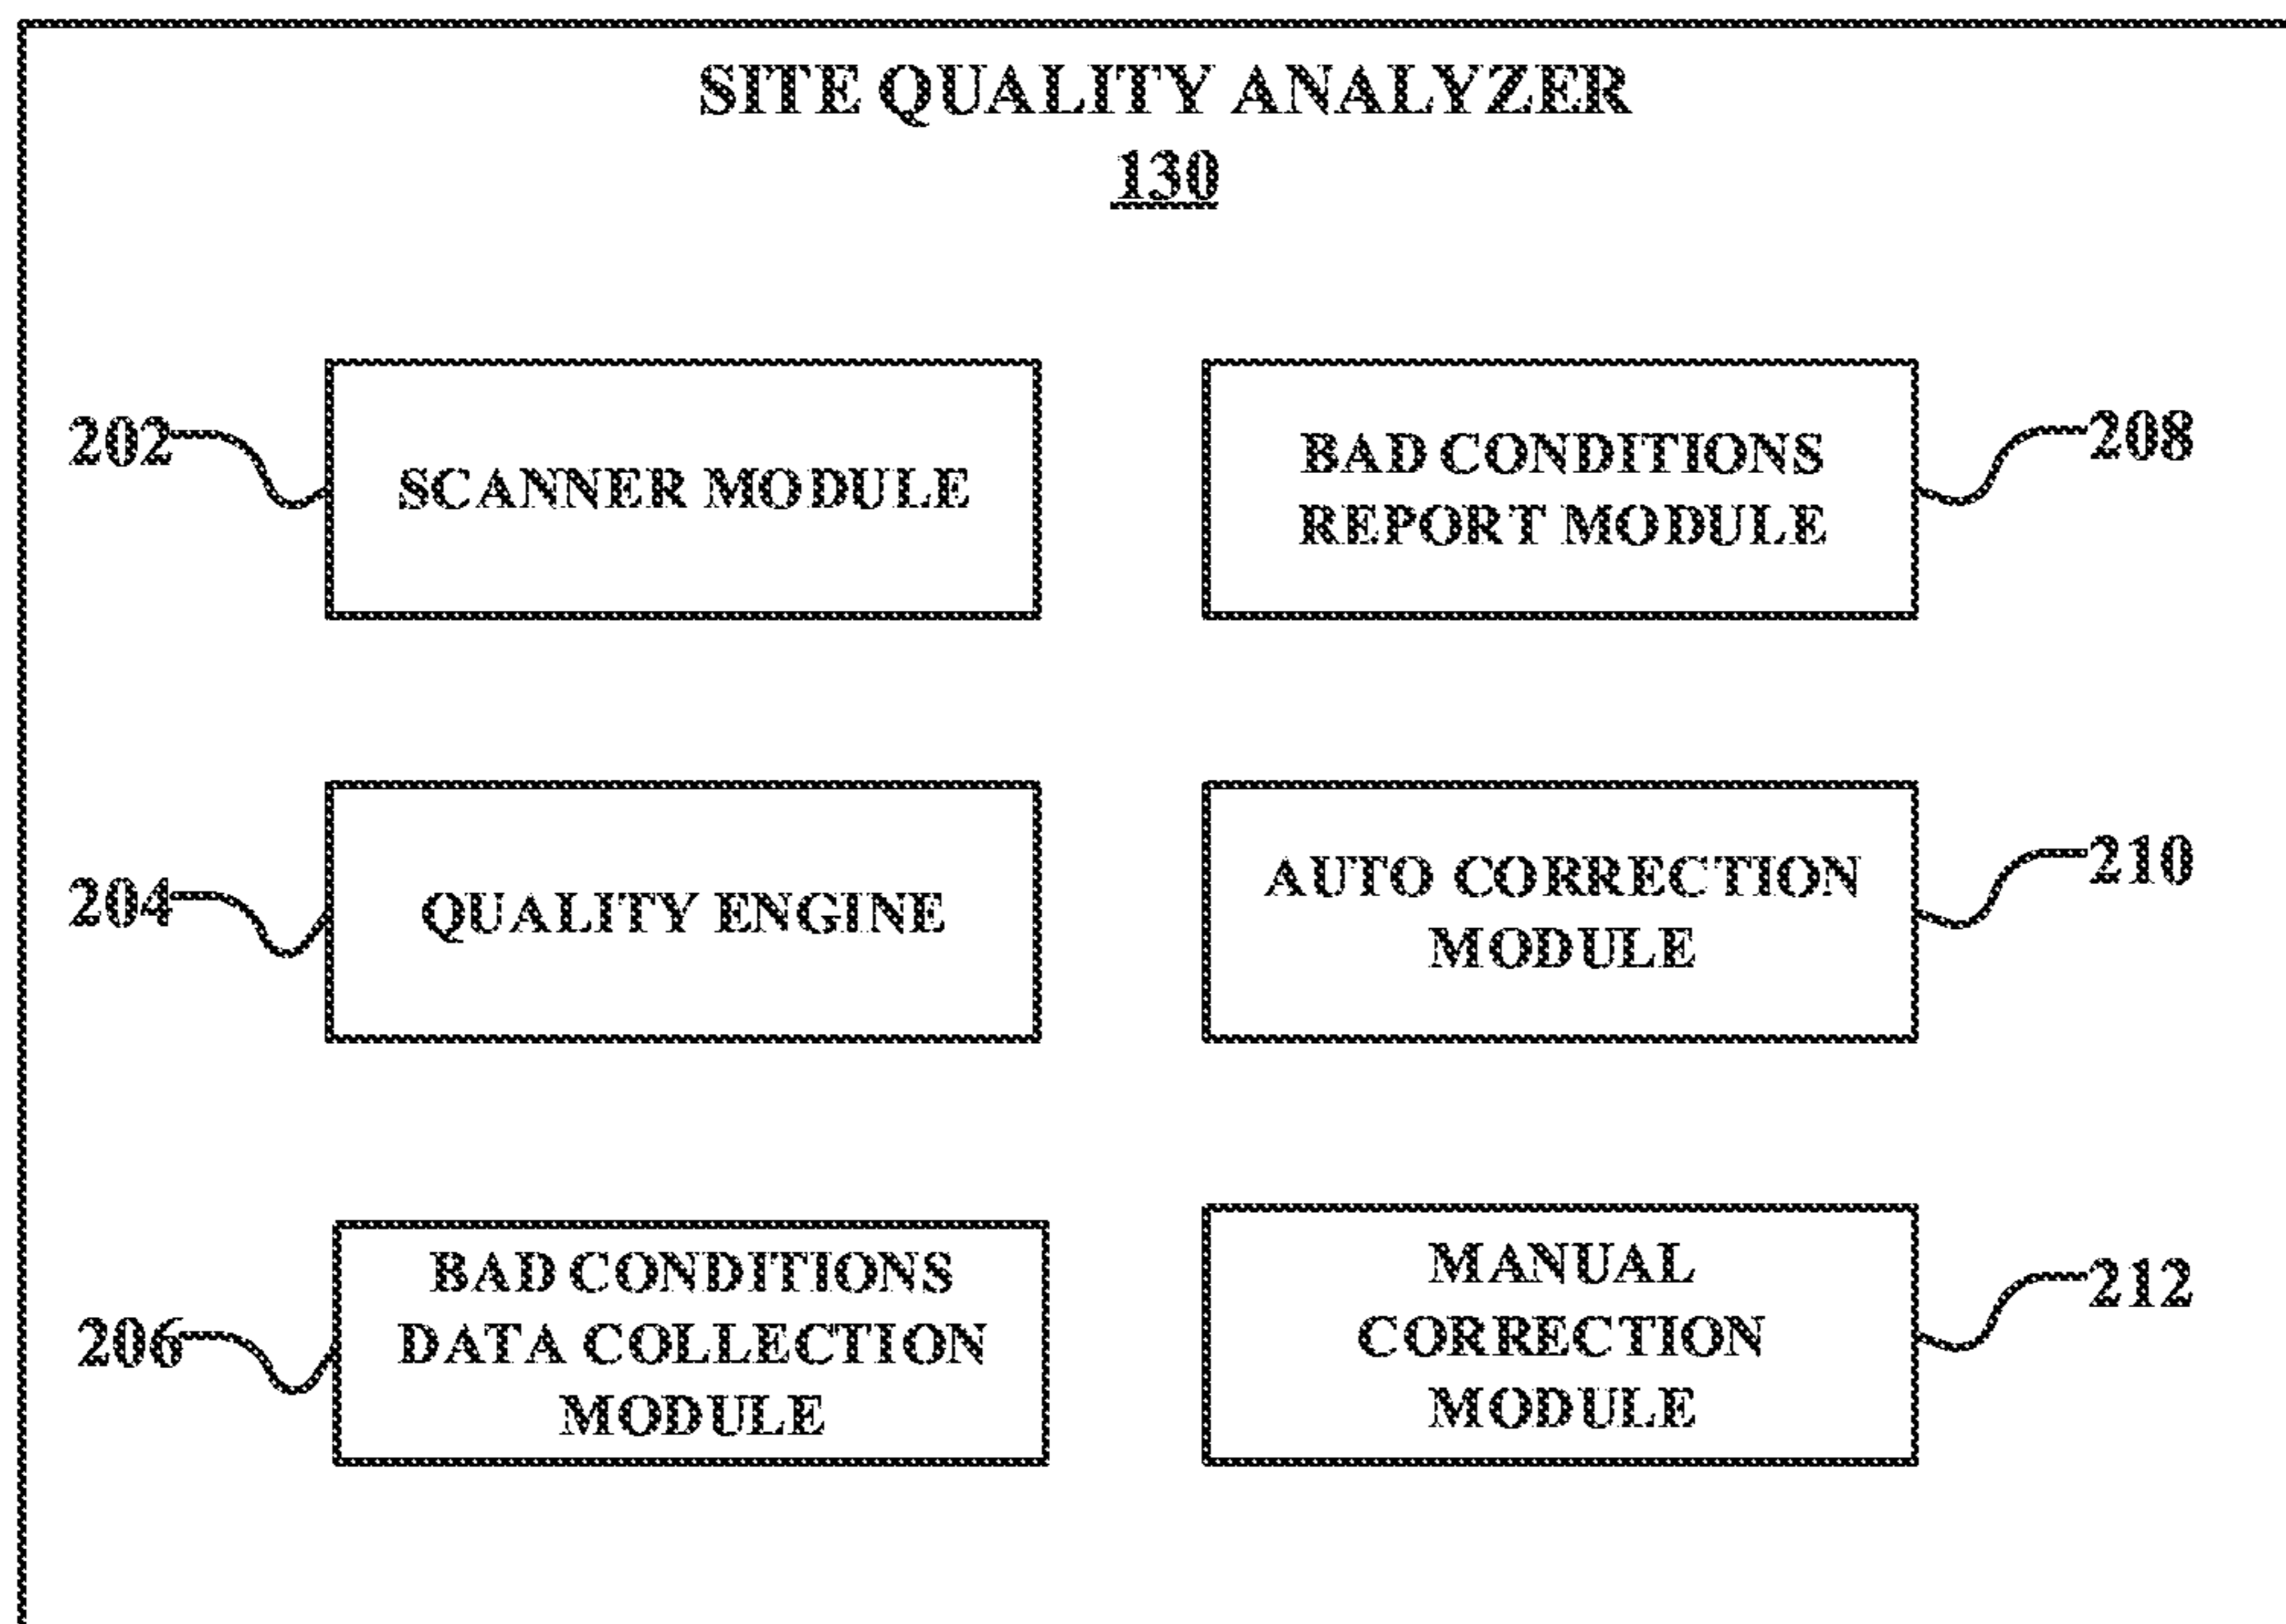 SITE QUALITY ANALYZER
130
202
SCANNER MODULE
BAD CONDITIONS
REPORT MODULE
208
204
QUALITY ENGINE
AUTO CORRECTION
MODULE
210
206
BAD CONDITIONS
DATA COLLECTION
MODULE
MANUAL
CORRECTION
MODULE
212